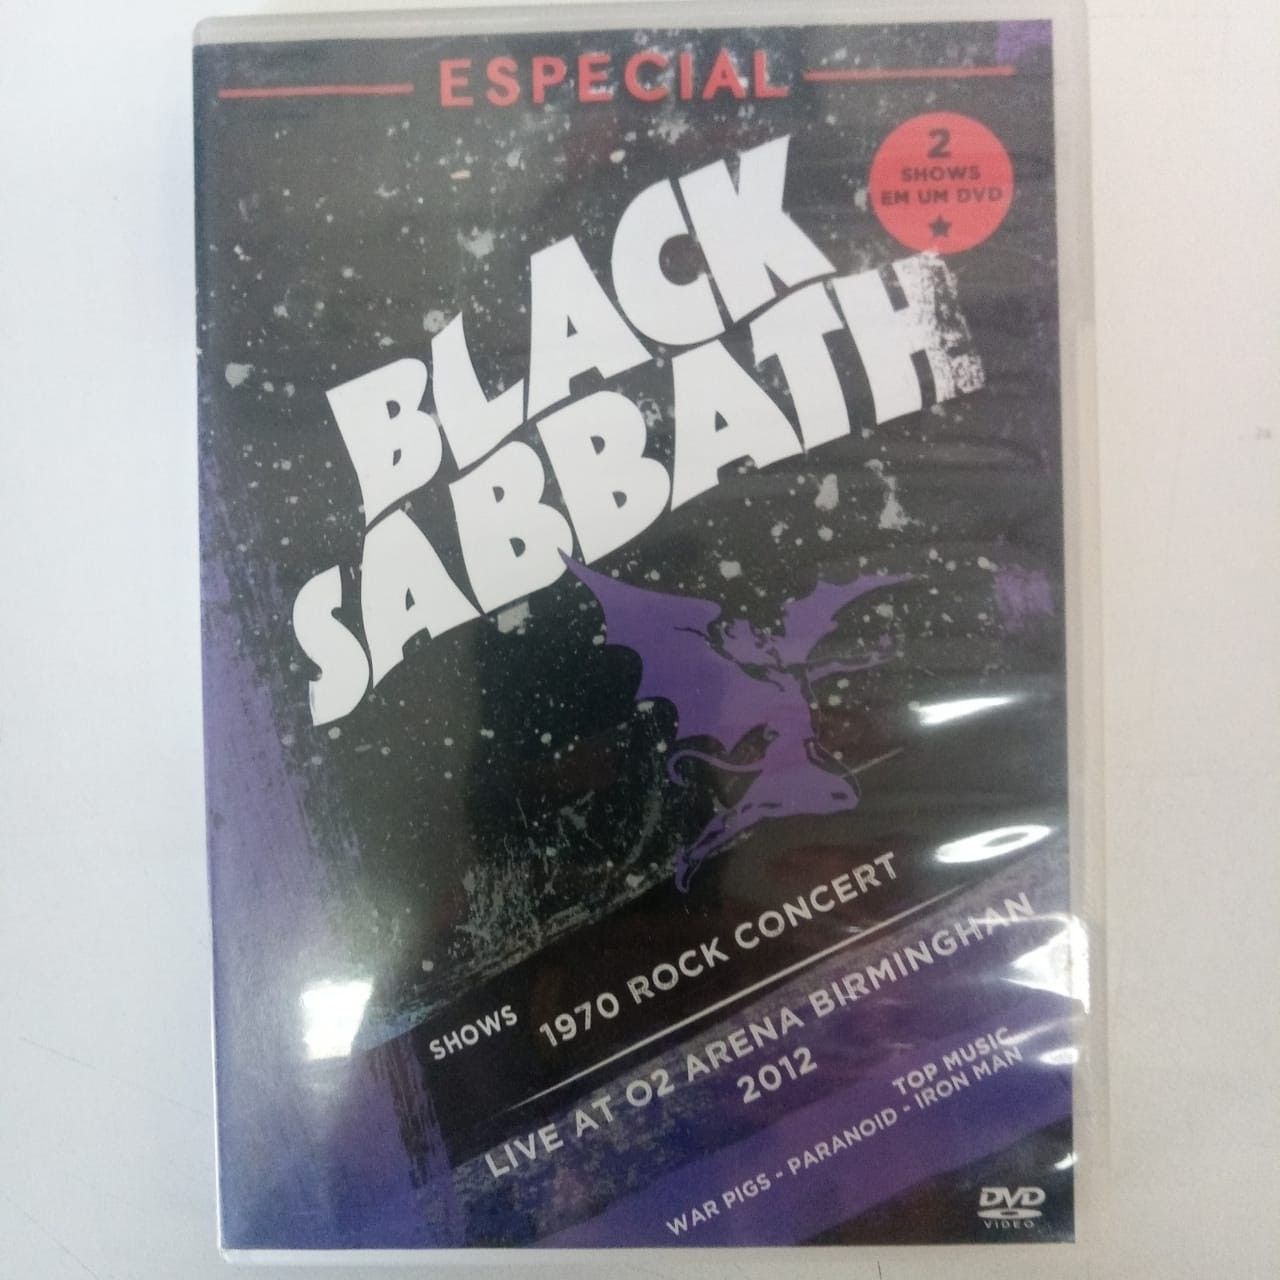 ESPECIAL
2
SHOWS
EM UM DVD
BLACK
SABBATH
SHOWS
1970 ROCK CONCERT
LIVE AT O2 ARENA BIRMINGHAN
2012
TOP MUSIC
WAR PIGS - PARANOID - IRON MAN
DVD
VIDEO